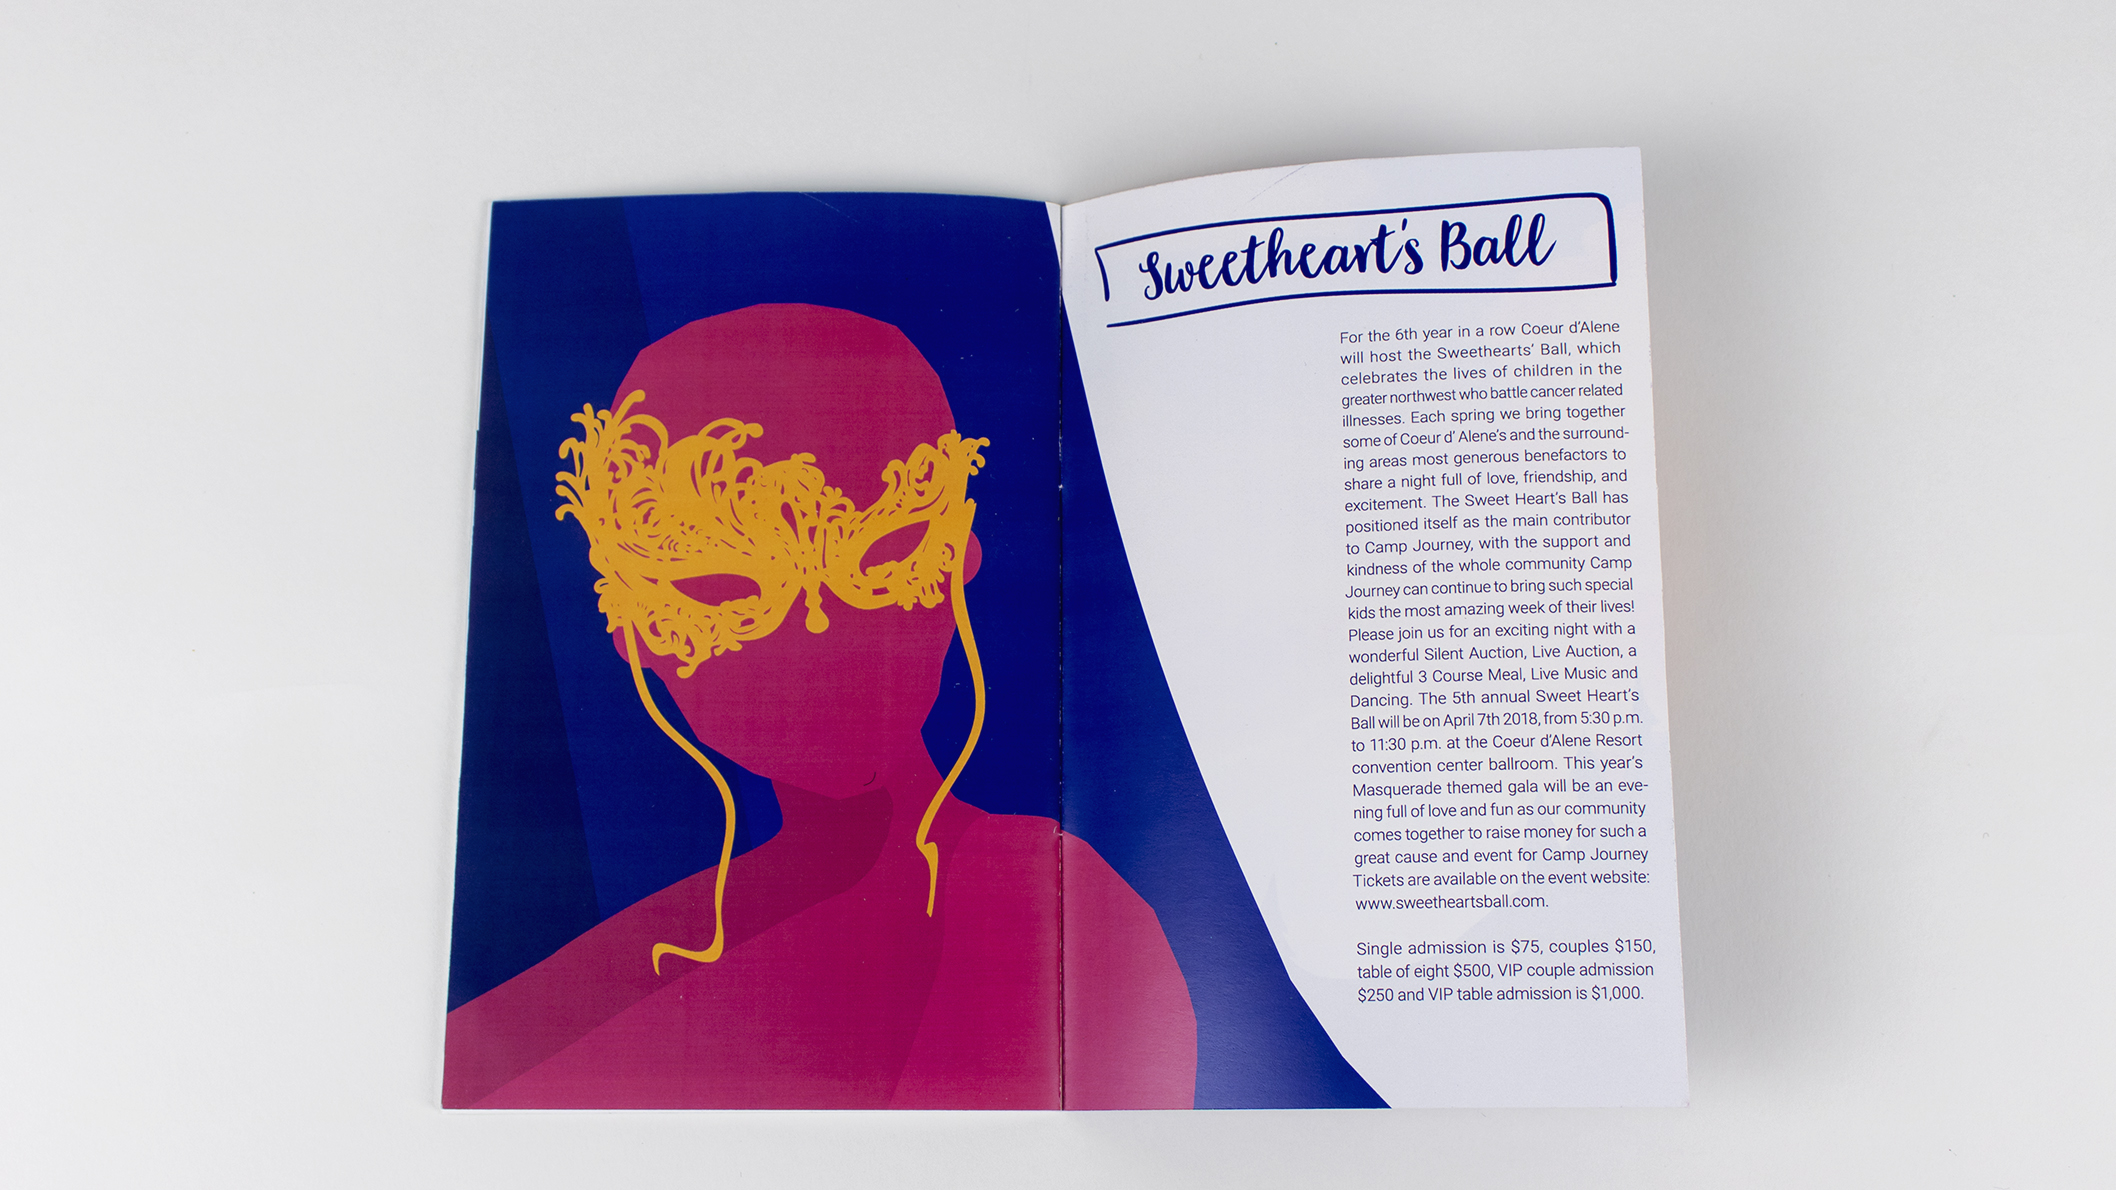 Sweetheart's Ball
For the 6th year in a row Coeur d'Alene
will host the Sweethearts' Ball, which
celebrates the lives of children in the
greater northwest who battle cancer related
illnesses. Each spring we bring together
some of Coeur d' Alene's and the surround-
ing areas most generous benefactors to
share a night full of love, friendship, and
excitement. The Sweet Heart's Ball has
positioned itself as the main contributor
to Camp Journey, with the support and
kindness of the whole community Camp
Journey can continue to bring such special
kids the most amazing week of their lives!
Please join us for an exciting night with a
wonderful Silent Auction, Live Auction, a
delightful 3 Course Meal, Live Music and
Dancing. The 5th annual Sweet Heart's
Ball will be on April 7th 2018, from 5:30 p.m.
to 11:30 p.m. at the Coeur d'Alene Resort
convention center ballroom. This year's
Masquerade themed gala will be an eve-
ning full of love and fun as our community
comes together to raise money for such a
great cause and event for Camp Journey
Tickets are available on the event website:
www.sweetheartsball.com.
Single admission is $75, couples $150,
table of eight $500, VIP couple admission
$250 and VIP table admission is $1,000.